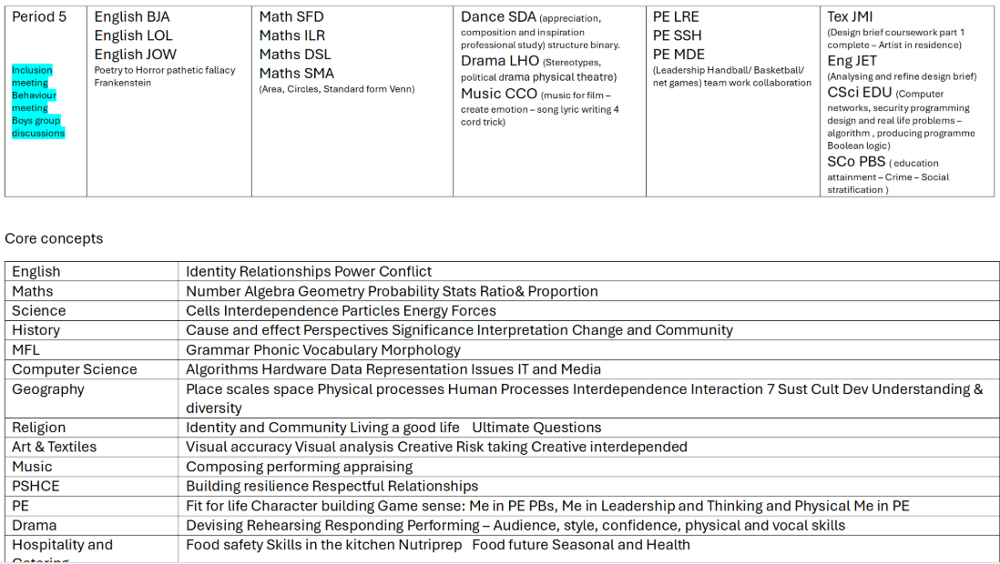 Period 5
Inclusion
meeting
Behaviour
meeting
Boys group
discussions
English BJA
English LOL
English JOW
Poetry to Horror pathetic fallacy
Frankenstein
Math SFD
Maths ILR
Maths DSL
Maths SMA
(Area, Circles, Standard form Venn)
Dance SDA (appreciation,
composition and inspiration
professional study) structure binary.
Drama LHO (Stereotypes,
political drama physical theatre)
Music CCO (music for film –
create emotion – song lyric writing 4
cord trick)
PE LRE
PE SSH
PE MDE
(Leadership Handball/ Basketball/
net games) team work collaboration
Tex JMI
(Design brief coursework part 1
complete – Artist in residence)
Eng JET
(Analysing and refine design brief)
CSci EDU (Computer
networks, security programming
design and real life problems –
algorithm , producing programme
Boolean logic)
SCo PBS ( education
attainment – Crime – Social
stratification )
Core concepts
English Identity Relationships Power Conflict
Maths Number Algebra Geometry Probability Stats Ratio& Proportion
Science Cells Interdependence Particles Energy Forces
History Cause and effect Perspectives Significance Interpretation Change and Community
MFL Grammar Phonic Vocabulary Morphology
Computer Science Algorithms Hardware Data Representation Issues IT and Media
Geography Place scales space Physical processes Human Processes Interdependence Interaction 7 Sust Cult Dev Understanding &
diversity
Religion Identity and Community Living a good life Ultimate Questions
Art & Textiles Visual accuracy Visual analysis Creative Risk taking Creative interdepended
Music Composing performing appraising
PSHCE Building resilience Respectful Relationships
PE Fit for life Character building Game sense: Me in PE PBs, Me in Leadership and Thinking and Physical Me in PE
Drama Devising Rehearsing Responding Performing – Audience, style, confidence, physical and vocal skills
Hospitality and Food safety Skills in the kitchen Nutriprep Food future Seasonal and Health